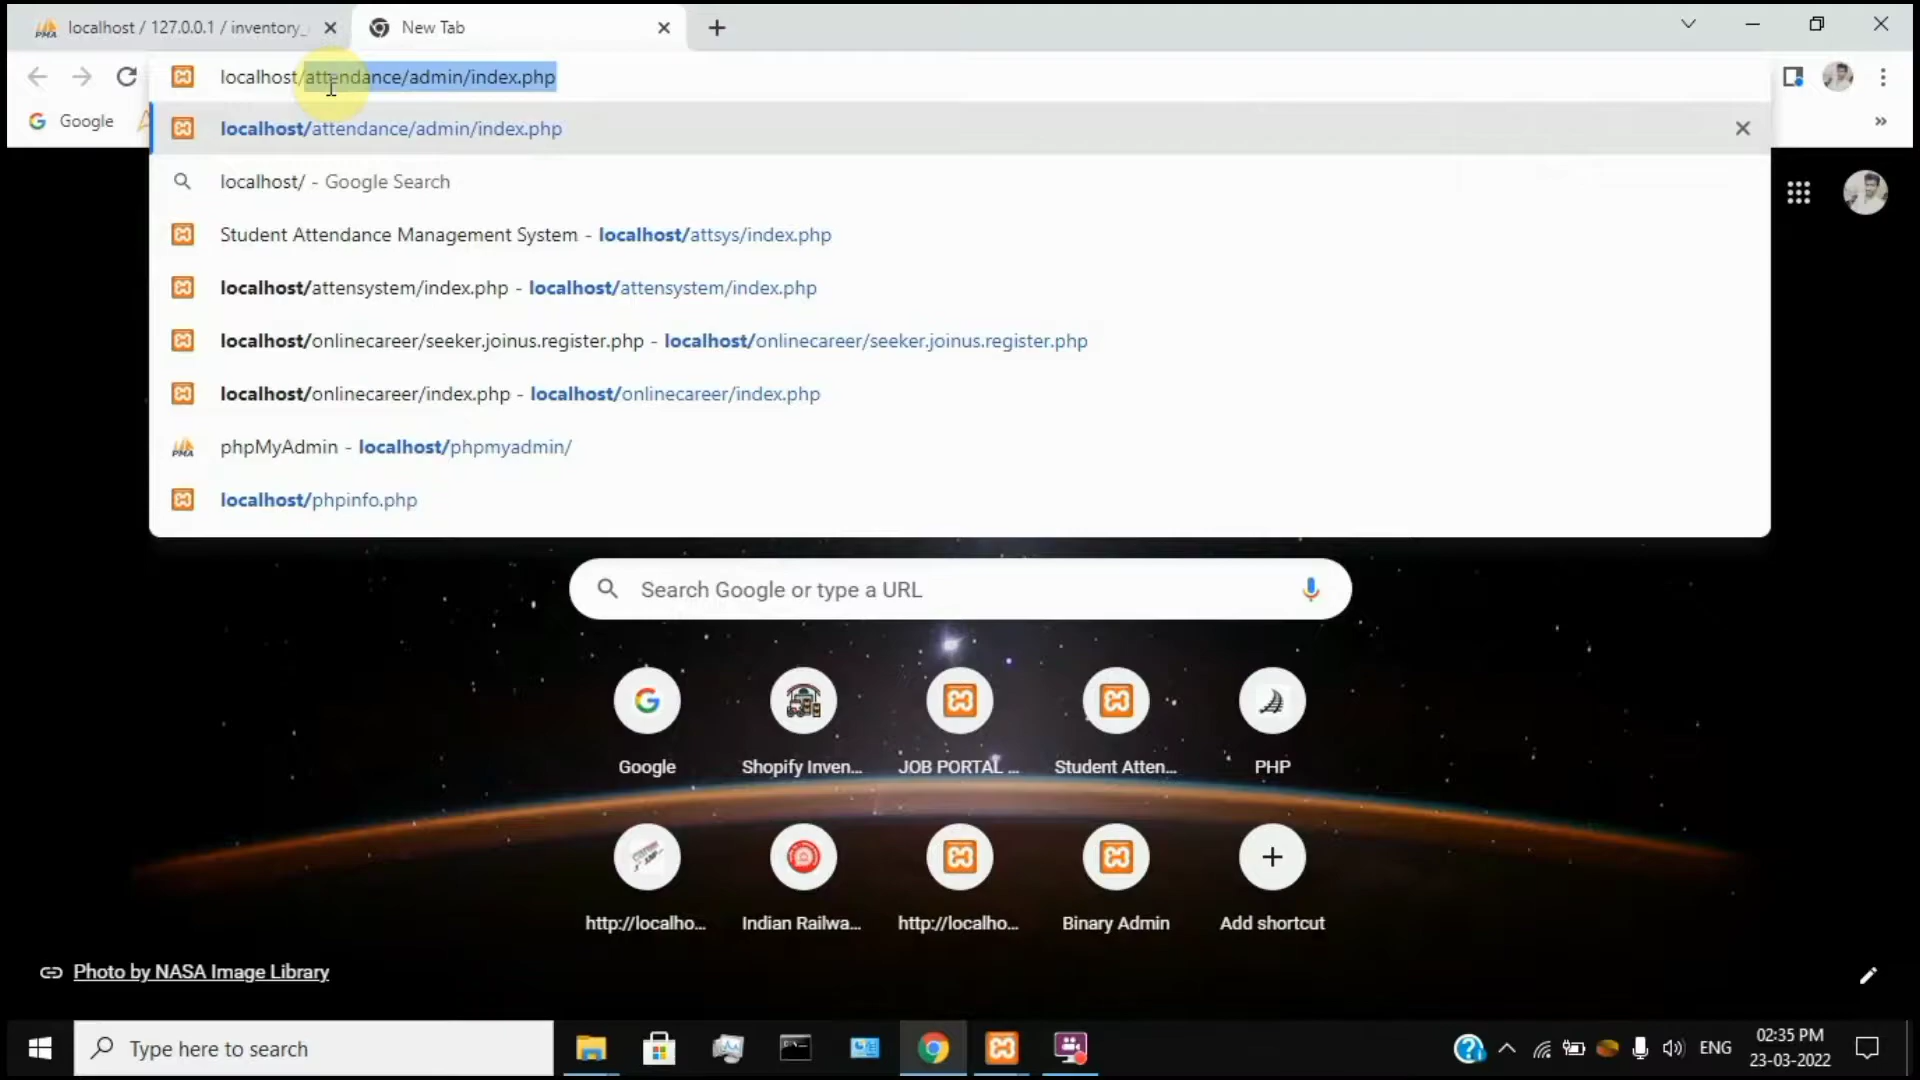 localhost / 127.0.0.1 / inventory_
New Tab
localhost/attendance/admin/index.php
Google
localhost/attendance/admin/index.php
localhost/ - Google Search
Student Attendance Management System - localhost/attsys/index.php
localhost/attensystem/index.php - localhost/attensystem/index.php
localhost/onlinecareer/seeker.joinus.register.php - localhost/onlinecareer/seeker.joinus.register.php
localhost/onlinecareer/index.php - localhost/onlinecareer/index.php
PMA phpMyAdmin - localhost/phpmyadmin/
localhost/phpinfo.php
Search Google or type a URL
Google
Shopify Inven...
JOB PORTAL ...
Student Atten...
PHP
http://localho...
Indian Railwa...
http://localho...
Binary Admin
Add shortcut
Photo by NASA Image Library
Type here to search
ENG
02:35 PM
23-03-2022